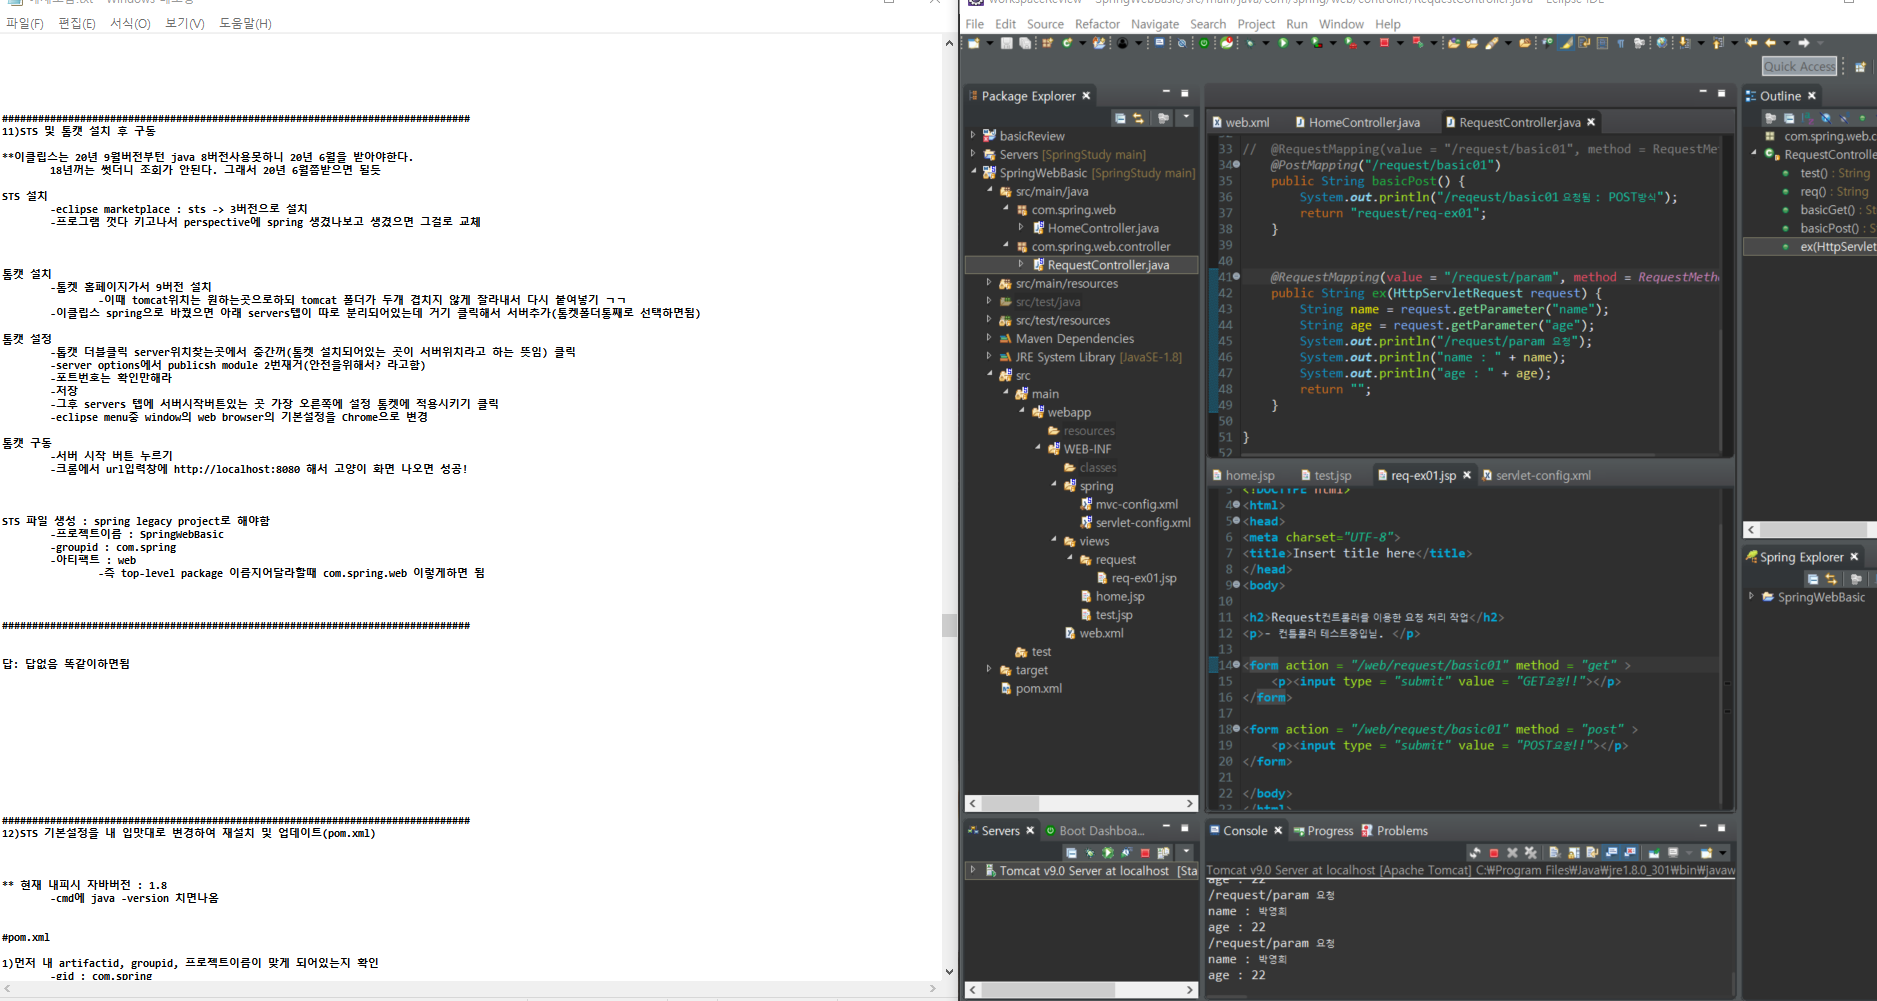 파일(F) 편집(E) 서식(O) 보기(V) 도움말(H)
##############################################################################
11)STS 및 톰캣 설치 후 구동
**이클립스는 20년 9월버전부턴 java 8버전사용못하니 20년 6월을 받아야한다.
18년꺼는 썻더니 조회가 안된다. 그래서 20년 6월쯤받으면 될듯
STS 설치
-eclipse marketplace : sts -> 3버전으로 설치
-프로그램 껏다 키고나서 perspective에 spring 생겼나보고 생겼으면 그걸로 교체
톰캣 설치
-톰캣 홈페이지가서 9버전 설치
-이때 tomcat위치는 원하는곳으로하되 tomcat 폴더가 두개 겹치지 않게 잘라내서 다시 붙여넣기 ㄱㄱ
-이클립스 spring으로 바꿨으면 아래 servers탭이 따로 분리되어있는데 거기 클릭해서 서버추가(톰캣폴더통째로 선택하면됨)
톰캣 설정
-톰캣 더블클릭 server위치찾는곳에서 중간꺼(톰캣 설치되어있는 곳이 서버위치라고 하는 뜻임) 클릭
-server options에서 publicsh module 2번재거(안전을위해서? 라고함)
-포트번호는 확인만해라
-저장
-그후 servers 탭에 서버시작버튼있는 곳 가장 오른쪽에 설정 톰캣에 적용시키기 클릭
-eclipse menu중 window의 web browser의 기본설정을 Chrome으로 변경
톰캣 구동
-서버 시작 버튼 누르기
-크롬에서 url입력창에 http://localhost:8080 해서 고양이 화면 나오면 성공!
STS 파일 생성 : spring legacy project로 해야함
-프로젝트이름 : SpringWebBasic
-groupid : com.spring
-아티팩트 : web
-즉 top-level package 이름지어달라할때 com.spring.web 이렇게하면 됨
##############################################################################
답: 답없음 똑같이하면됨
##############################################################################
12)STS 기본설정을 내 입맛대로 변경하여 재설치 및 업데이트(pom.xml)
** 현재 내피시 자바버전 : 1.8
-cmd에 java -version 치면나옴
#pom.xml
1)먼저 내 artifactid, groupid, 프로젝트이름이 맞게 되어있는지 확인
-gid : com.spring
File Edit Source Refactor Navigate Search Project Run Window Help
Quick Access
Package Explorer
basicReview
Servers [SpringStudy main]
SpringWebBasic [SpringStudy main]
src/main/java
com.spring.web
HomeController.java
com.spring.web.controller
RequestController.java
src/main/resources
src/test/java
src/test/resources
Maven Dependencies
JRE System Library [JavaSE-1.8]
src
main
webapp
resources
WEB-INF
classes
spring
mvc-config.xml
servlet-config.xml
views
request
req-ex01.jsp
home.jsp
test.jsp
web.xml
test
target
pom.xml
web.xml HomeController.java RequestController.java
33 // @RequestMapping(value = "/request/basic01", method = RequestMe
34 @PostMapping("/request/basic01")
35 public String basicPost() {
36 System.out.println("/reqeust/basic01 요청됨 : POST방식");
37 return "request/req-ex01";
38 }
39
40
41 @RequestMapping(value = "/request/param", method = RequestMetho
42 public String ex(HttpServletRequest request) {
43 String name = request.getParameter("name");
44 String age = request.getParameter("age");
45 System.out.println("/request/param 요청");
46 System.out.println("name : " + name);
47 System.out.println("age : " + age);
48 return "";
49 }
50
51 }
52
home.jsp test.jsp req-ex01.jsp servlet-config.xml
3 <!DOCTYPE html>
4 <html>
5 <head>
6 <meta charset="UTF-8">
7 <title>Insert title here</title>
8 </head>
9 <body>
10
11 <h2>Request컨트롤러를 이용한 요청 처리 작업</h2>
12 <p>- 컨틀롤러 테스트중입닏. </p>
13
14 <form action = "/web/request/basic01" method = "get" >
15 <p><input type = "submit" value = "GET요청!!"></p>
16 </form>
17
18 <form action = "/web/request/basic01" method = "post" >
19 <p><input type = "submit" value = "POST요청!!"></p>
20 </form>
21
22 </body>
23 </html>
Outline
com.spring.web.c
RequestControlle
test() : String
req() : String
basicGet() : St
basicPost() : S
ex(HttpServlet
Spring Explorer
SpringWebBasic
Servers Boot Dashboa...
Tomcat v9.0 Server at localhost [Sta
Console Progress Problems
Tomcat v9.0 Server at localhost [Apache Tomcat] C:￦Program Files￦Java￦jre1.8.0_301￦bin￦javaw
age : 22
/request/param 요청
name : 박영희
age : 22
/request/param 요청
name : 박영희
age : 22